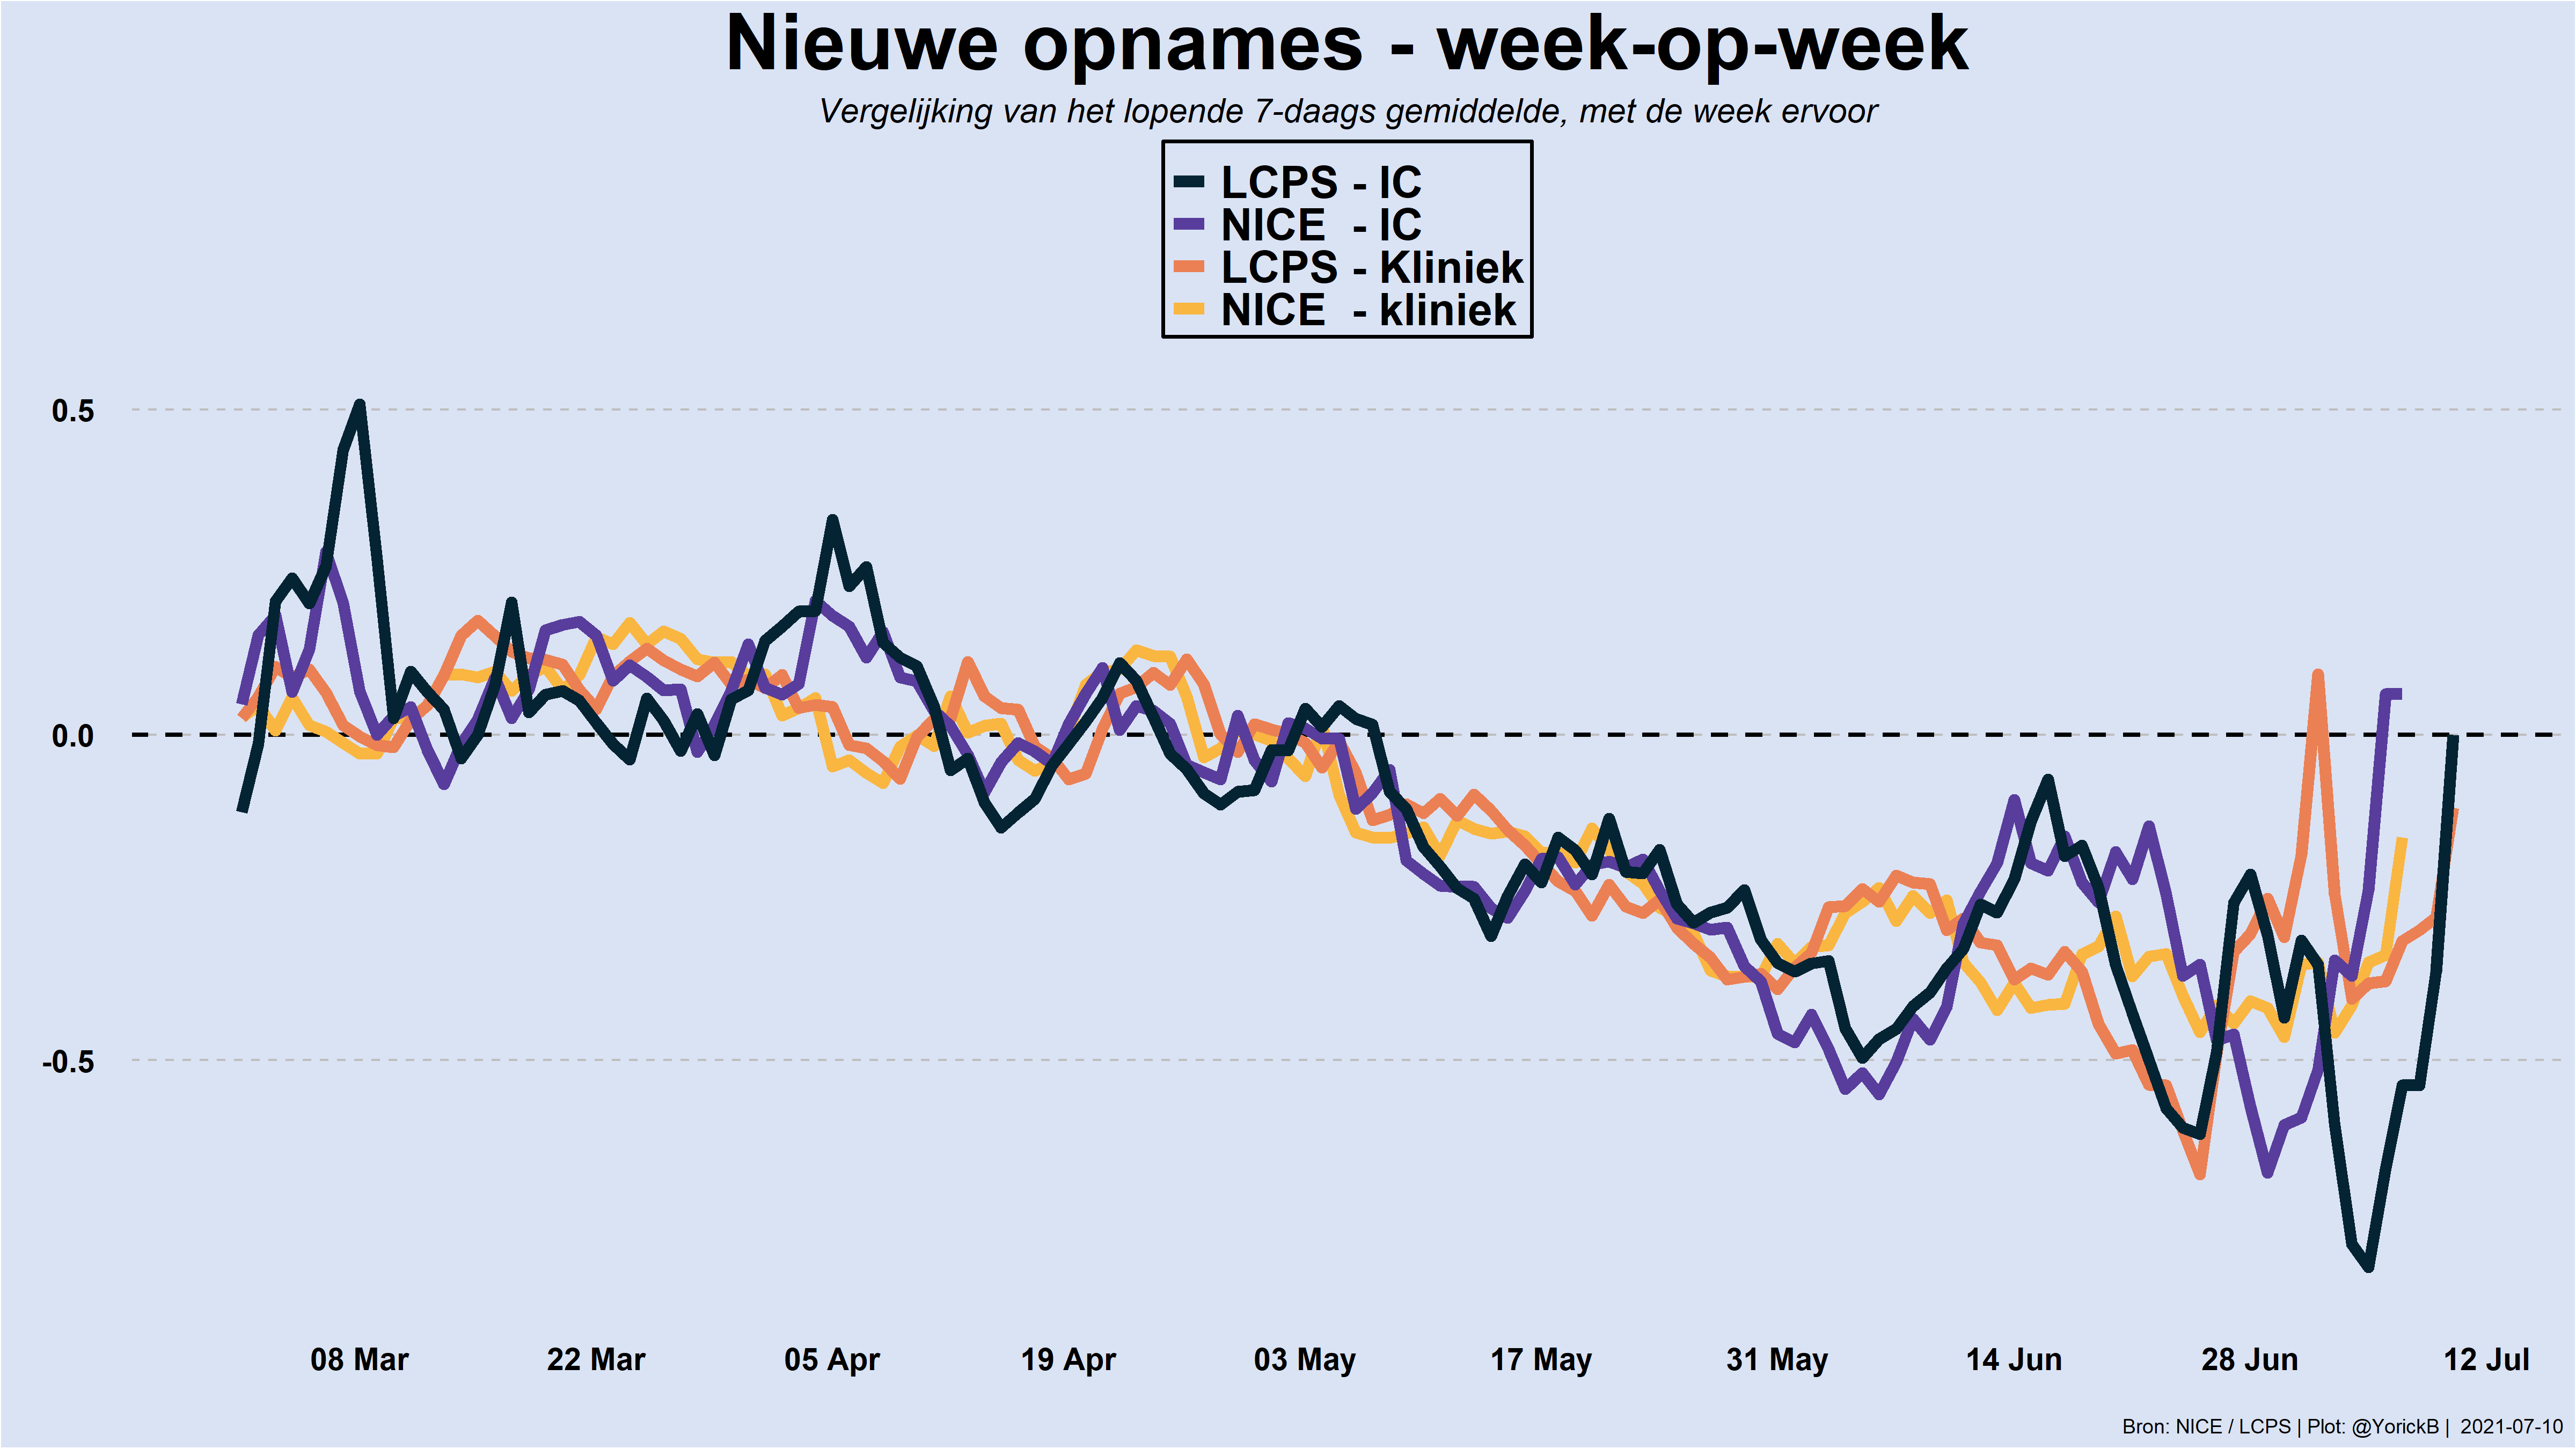 Nieuwe opnames - week-op-week
Vergelijking van het lopende 7-daags gemiddelde, met de week ervoor
LCPS - IC
NICE - IC
LCPS - Kliniek
NICE - kliniek
0.5
0.0
-0.5
08 Mar 22 Mar 05 Apr 19 Apr 03 May 17 May 31 May 14 Jun 28 Jun 12 Jul
Bron: NICE / LCPS | Plot: @YorickB | 2021-07-10